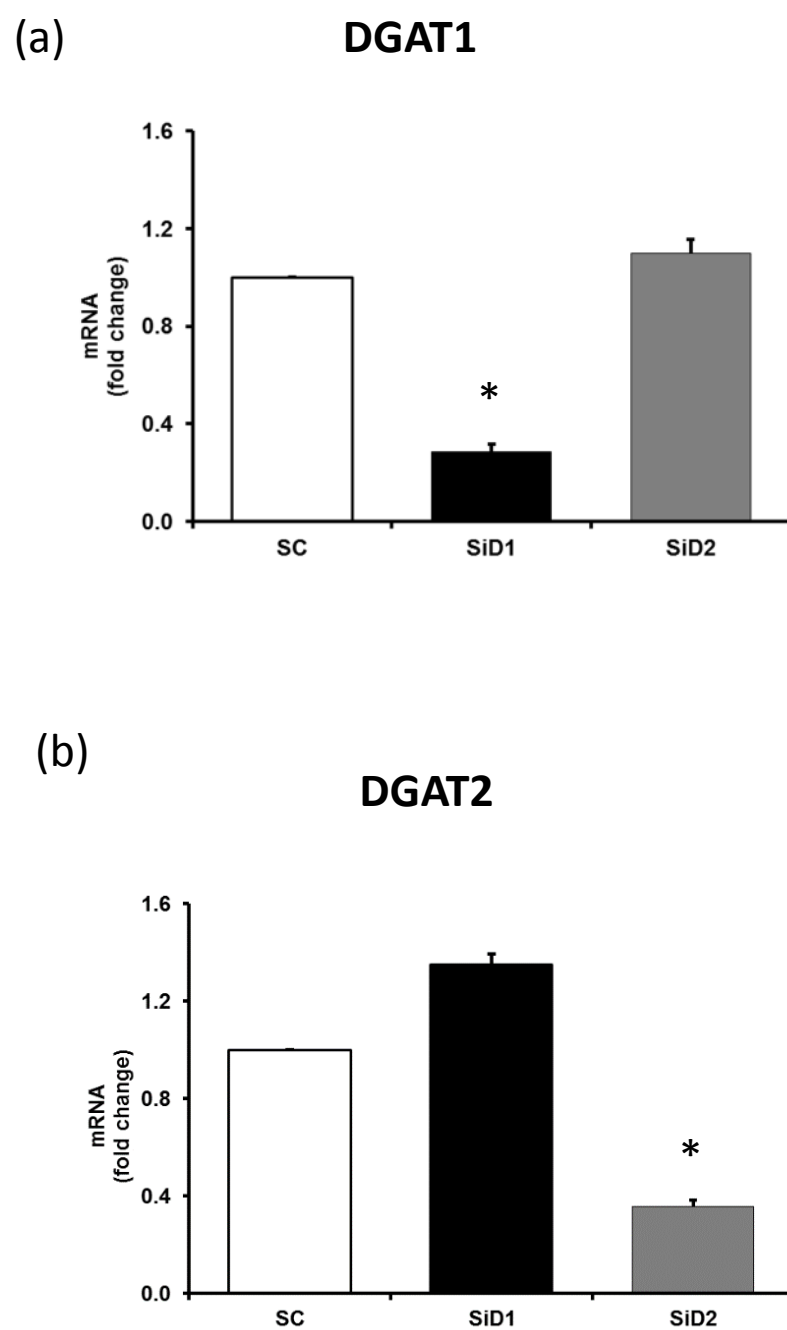 (a)
DGAT1
1.6
1.2
0.8
0.4
0.0
mRNA
(fold change)
*
SC SiD1 SiD2
(b)
DGAT2
1.6
1.2
0.8
0.4
0.0
mRNA
(fold change)
*
SC SiD1 SiD2